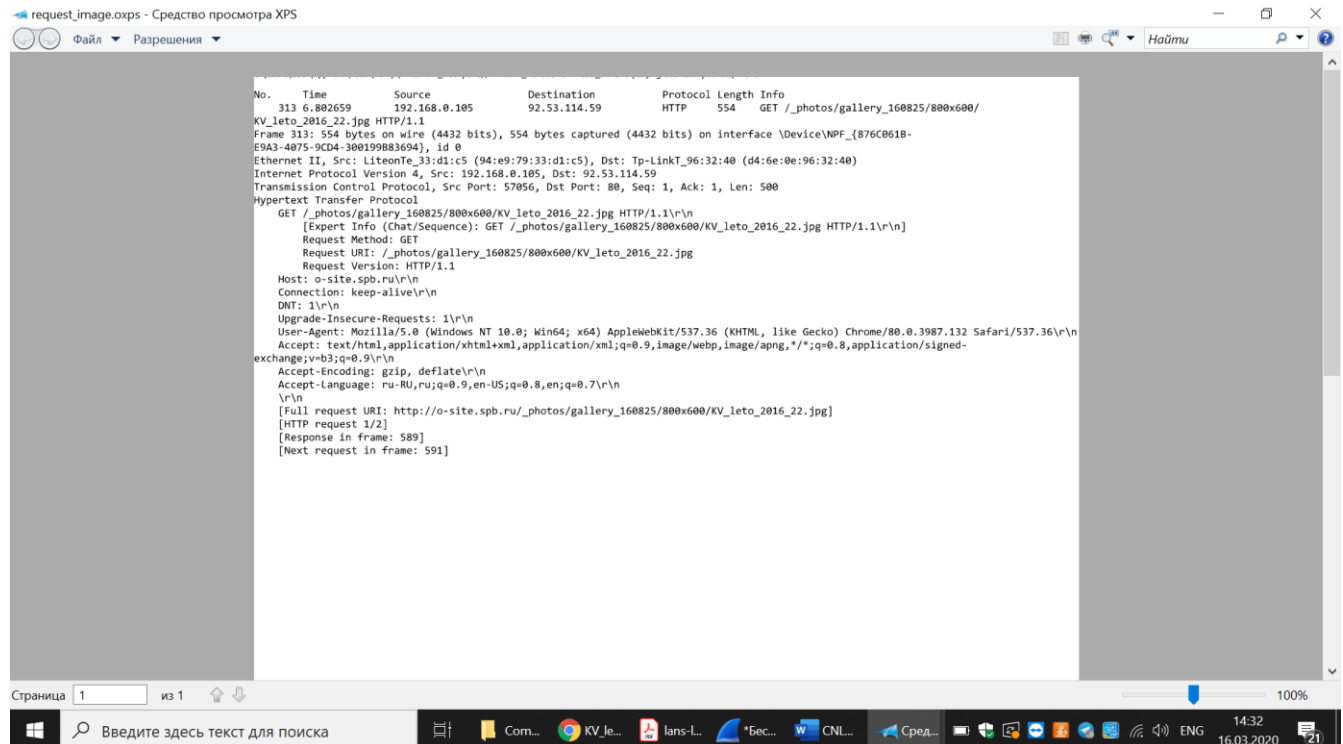 request_image.oxps - Средство просмотра XPS
Файл Разрешения Найти
No. Time Source Destination Protocol Length Info
313 6.802659 192.168.0.105 92.53.114.59 HTTP 554 GET /_photos/gallery_160825/800x600/
KV_leto_2016_22.jpg HTTP/1.1
Frame 313: 554 bytes on wire (4432 bits), 554 bytes captured (4432 bits) on interface \Device\NPF_{876C061B-
E9A3-4075-9CD4-300199B83694}, id 0
Ethernet II, Src: LiteonTe_33:d1:c5 (94:e9:79:33:d1:c5), Dst: Tp-LinkT_96:32:40 (d4:6e:0e:96:32:40)
Internet Protocol Version 4, Src: 192.168.0.105, Dst: 92.53.114.59
Transmission Control Protocol, Src Port: 57056, Dst Port: 80, Seq: 1, Ack: 1, Len: 500
Hypertext Transfer Protocol
GET /_photos/gallery_160825/800x600/KV_leto_2016_22.jpg HTTP/1.1\r\n
[Expert Info (Chat/Sequence): GET /_photos/gallery_160825/800x600/KV_leto_2016_22.jpg HTTP/1.1\r\n]
Request Method: GET
Request URI: /_photos/gallery_160825/800x600/KV_leto_2016_22.jpg
Request Version: HTTP/1.1
Host: o-site.spb.ru\r\n
Connection: keep-alive\r\n
DNT: 1\r\n
Upgrade-Insecure-Requests: 1\r\n
User-Agent: Mozilla/5.0 (Windows NT 10.0; Win64; x64) AppleWebKit/537.36 (KHTML, like Gecko) Chrome/80.0.3987.132 Safari/537.36\r\n
Accept: text/html,application/xhtml+xml,application/xml;q=0.9,image/webp,image/apng,*/*;q=0.8,application/signed-
exchange;v=b3;q=0.9\r\n
Accept-Encoding: gzip, deflate\r\n
Accept-Language: ru-RU,ru;q=0.9,en-US;q=0.8,en;q=0.7\r\n
\r\n
[Full request URI: http://o-site.spb.ru/_photos/gallery_160825/800x600/KV_leto_2016_22.jpg]
[HTTP request 1/2]
[Response in frame: 589]
[Next request in frame: 591]
Страница 1 из 1 100%
Введите здесь текст для поиска Com... KV_le... lans-l... *Бес... CNL... Сред... ENG 14:32
16.03.2020 21